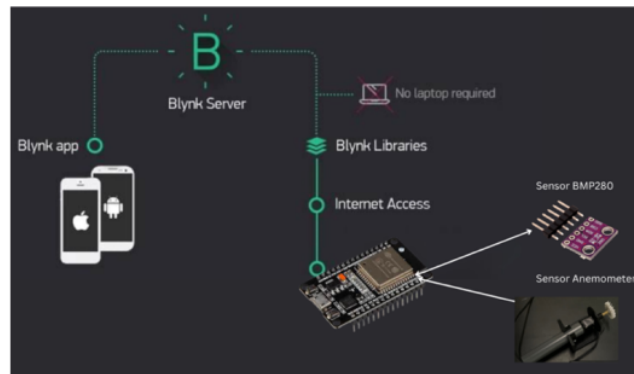 B
Blynk Server
No laptop required
Blynk app
Blynk Libraries
Internet Access
Sensor BMP280
Sensor Anemometer